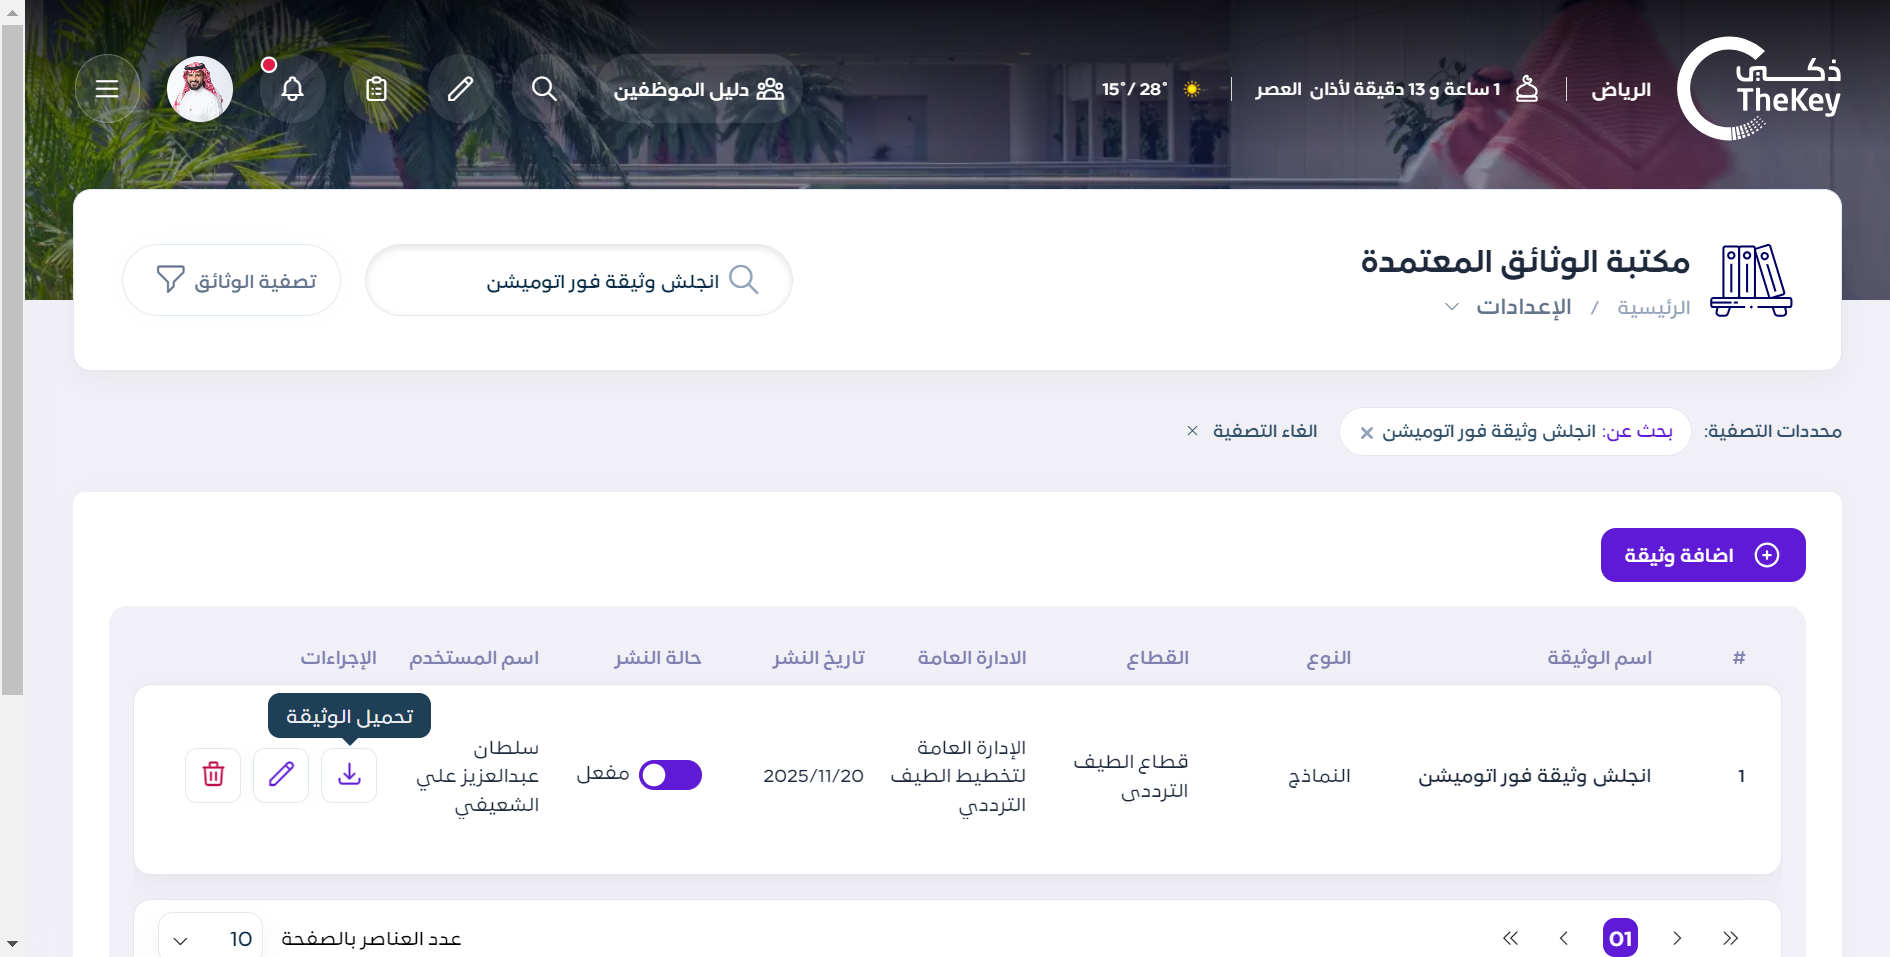 ذكي
TheKey
الرياض
1 ساعة و 13 دقيقة لأذان العصر
15°/ 28°
دليل الموظفين
مكتبة الوثائق المعتمدة
الرئيسية / الإعدادات
انجلش وثيقة فور اتوميشن
تصفية الوثائق
محددات التصفية:
بحث عن: انجلش وثيقة فور اتوميشن
الغاء التصفية
اضافة وثيقة
# اسم الوثيقة النوع القطاع الادارة العامة تاريخ النشر حالة النشر اسم المستخدم الإجراءات
تحميل الوثيقة
1
انجلش وثيقة فور اتوميشن
النماذج
قطاع الطيف
الترددى
الإدارة العامة
لتخطيط الطيف
الترددي
2025/11/20
مفعل
سلطان
عبدالعزيز علي
الشعيفي
01
عدد العناصر بالصفحة
10